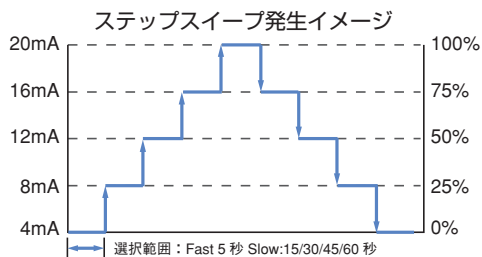 ステップスイープ発生イメージ
20mA 100%
16mA 75%
12mA 50%
8mA 25%
4mA 0%
選択範囲：Fast 5 秒 Slow:15/30/45/60 秒